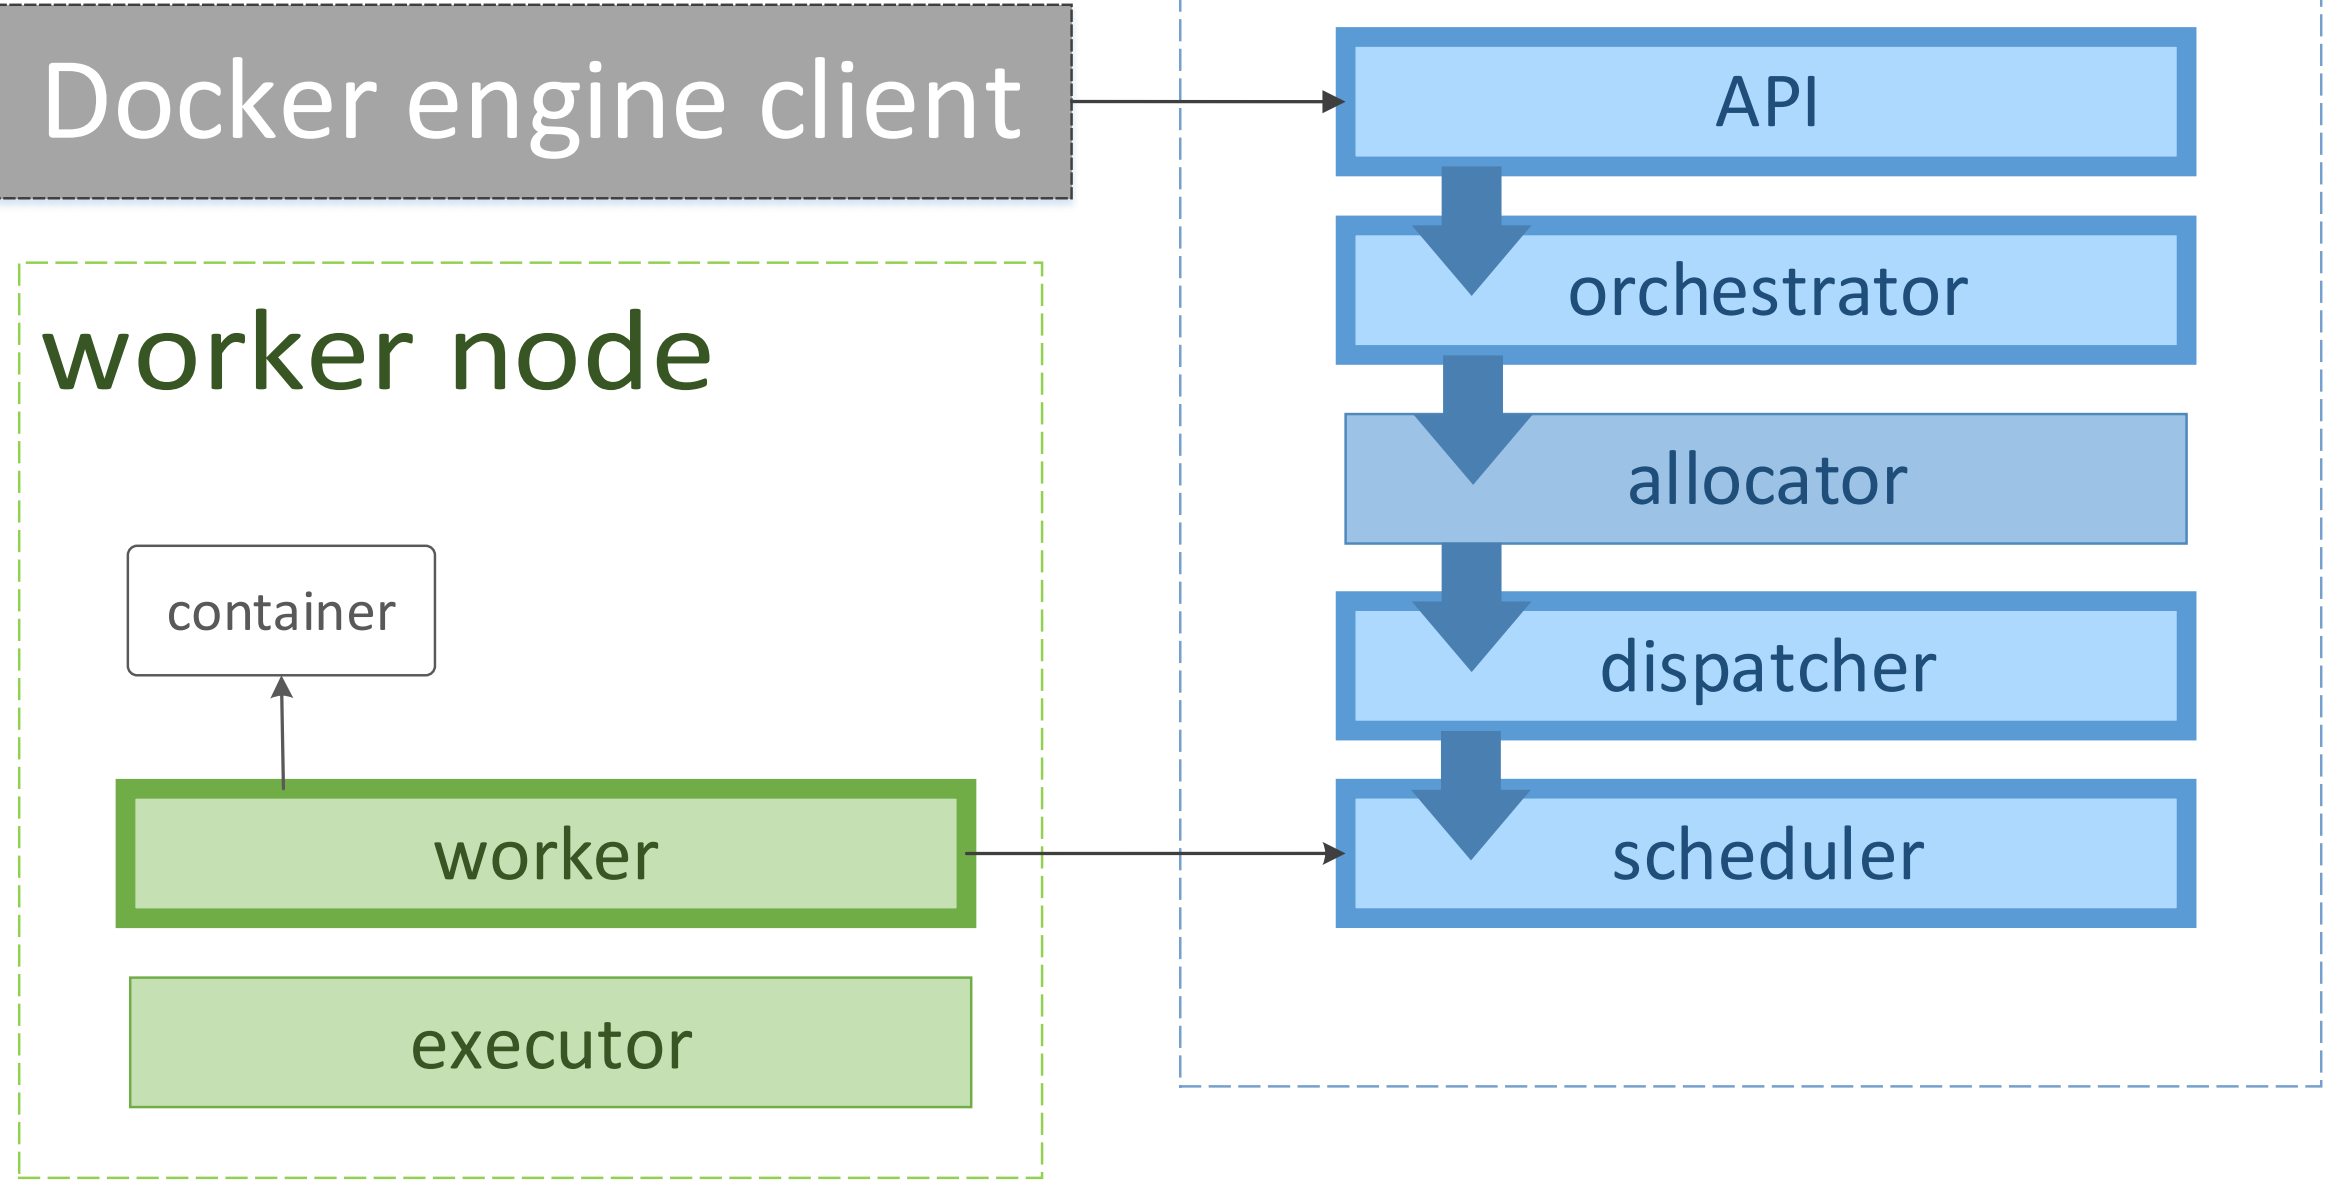 Docker engine client
worker node
container
worker
executor
API
orchestrator
allocator
dispatcher
scheduler